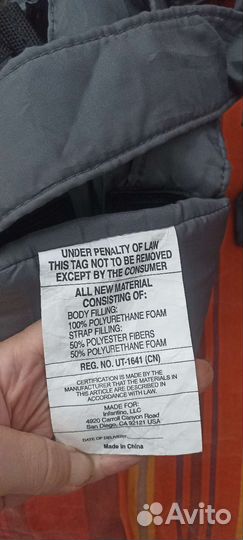 UNDER PENALTY OF LAW
THIS TAG NOT TO BE REMOVED
EXCEPT BY THE CONSUMER
ALL NEW MATERIAL
CONSISTING OF:
BODY FILLING:
100% POLYURETHANE FOAM
STRAP FILLING:
50% POLYESTER FIBERS
50% POLYURETHANE FOAM
REG. NO. UT-1641 (CN)
CERTIFICATION IS MADE BY THE
MANUFACTURER THAT THE MATERIALS IN
THIS ARTICLE ARE DESCRIBED IN
ACCORDANCE WITH LAW.
MADE FOR:
Infantino, LLC
4920 Carroll Canyon Road
San Diego, CA 92121 USA
DATE OF DELIVERY
Made in China
Avito